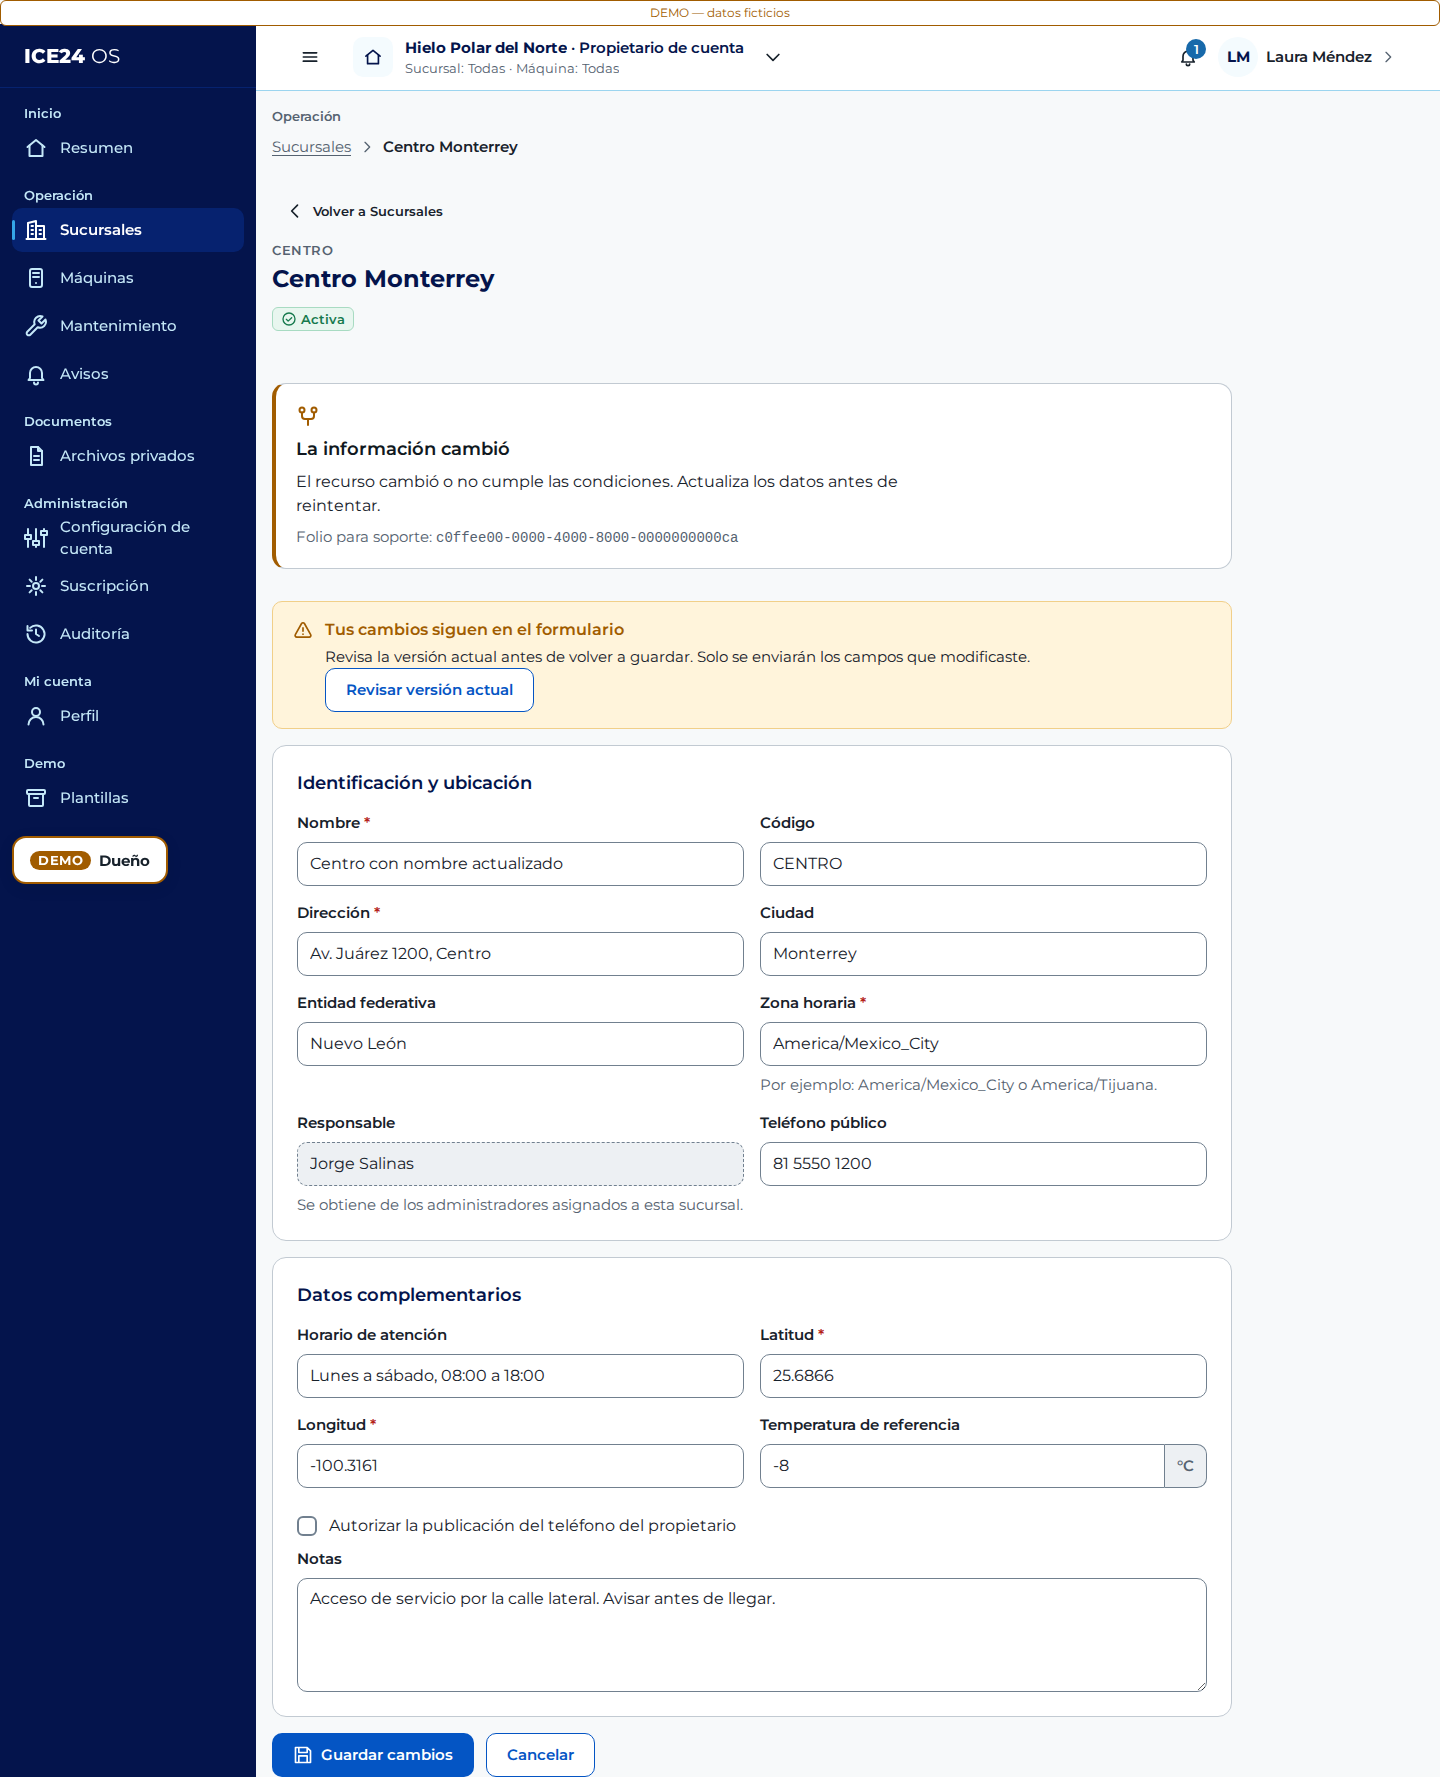 DEMO — datos ficticios
ICE24 OS
Inicio
Resumen
Operación
Sucursales
Máquinas
Mantenimiento
Avisos
Documentos
Archivos privados
Administración
Configuración de
cuenta
Suscripción
Auditoría
Mi cuenta
Perfil
Demo
Plantillas
DEMO Dueño
Hielo Polar del Norte · Propietario de cuenta
Sucursal: Todas · Máquina: Todas
1
LM Laura Méndez
Operación
Sucursales > Centro Monterrey
Volver a Sucursales
CENTRO
Centro Monterrey
Activa
La información cambió
El recurso cambió o no cumple las condiciones. Actualiza los datos antes de
reintentar.
Folio para soporte: c0ffee00-0000-4000-8000-0000000000ca
Tus cambios siguen en el formulario
Revisa la versión actual antes de volver a guardar. Solo se enviarán los campos que modificaste.
Revisar versión actual
Identificación y ubicación
Nombre *
Centro con nombre actualizado
Código
CENTRO
Dirección *
Av. Juárez 1200, Centro
Ciudad
Monterrey
Entidad federativa
Nuevo León
Zona horaria *
America/Mexico_City
Por ejemplo: America/Mexico_City o America/Tijuana.
Responsable
Jorge Salinas
Se obtiene de los administradores asignados a esta sucursal.
Teléfono público
81 5550 1200
Datos complementarios
Horario de atención
Lunes a sábado, 08:00 a 18:00
Latitud *
25.6866
Longitud *
-100.3161
Temperatura de referencia
-8 °C
Autorizar la publicación del teléfono del propietario
Notas
Acceso de servicio por la calle lateral. Avisar antes de llegar.
Guardar cambios
Cancelar